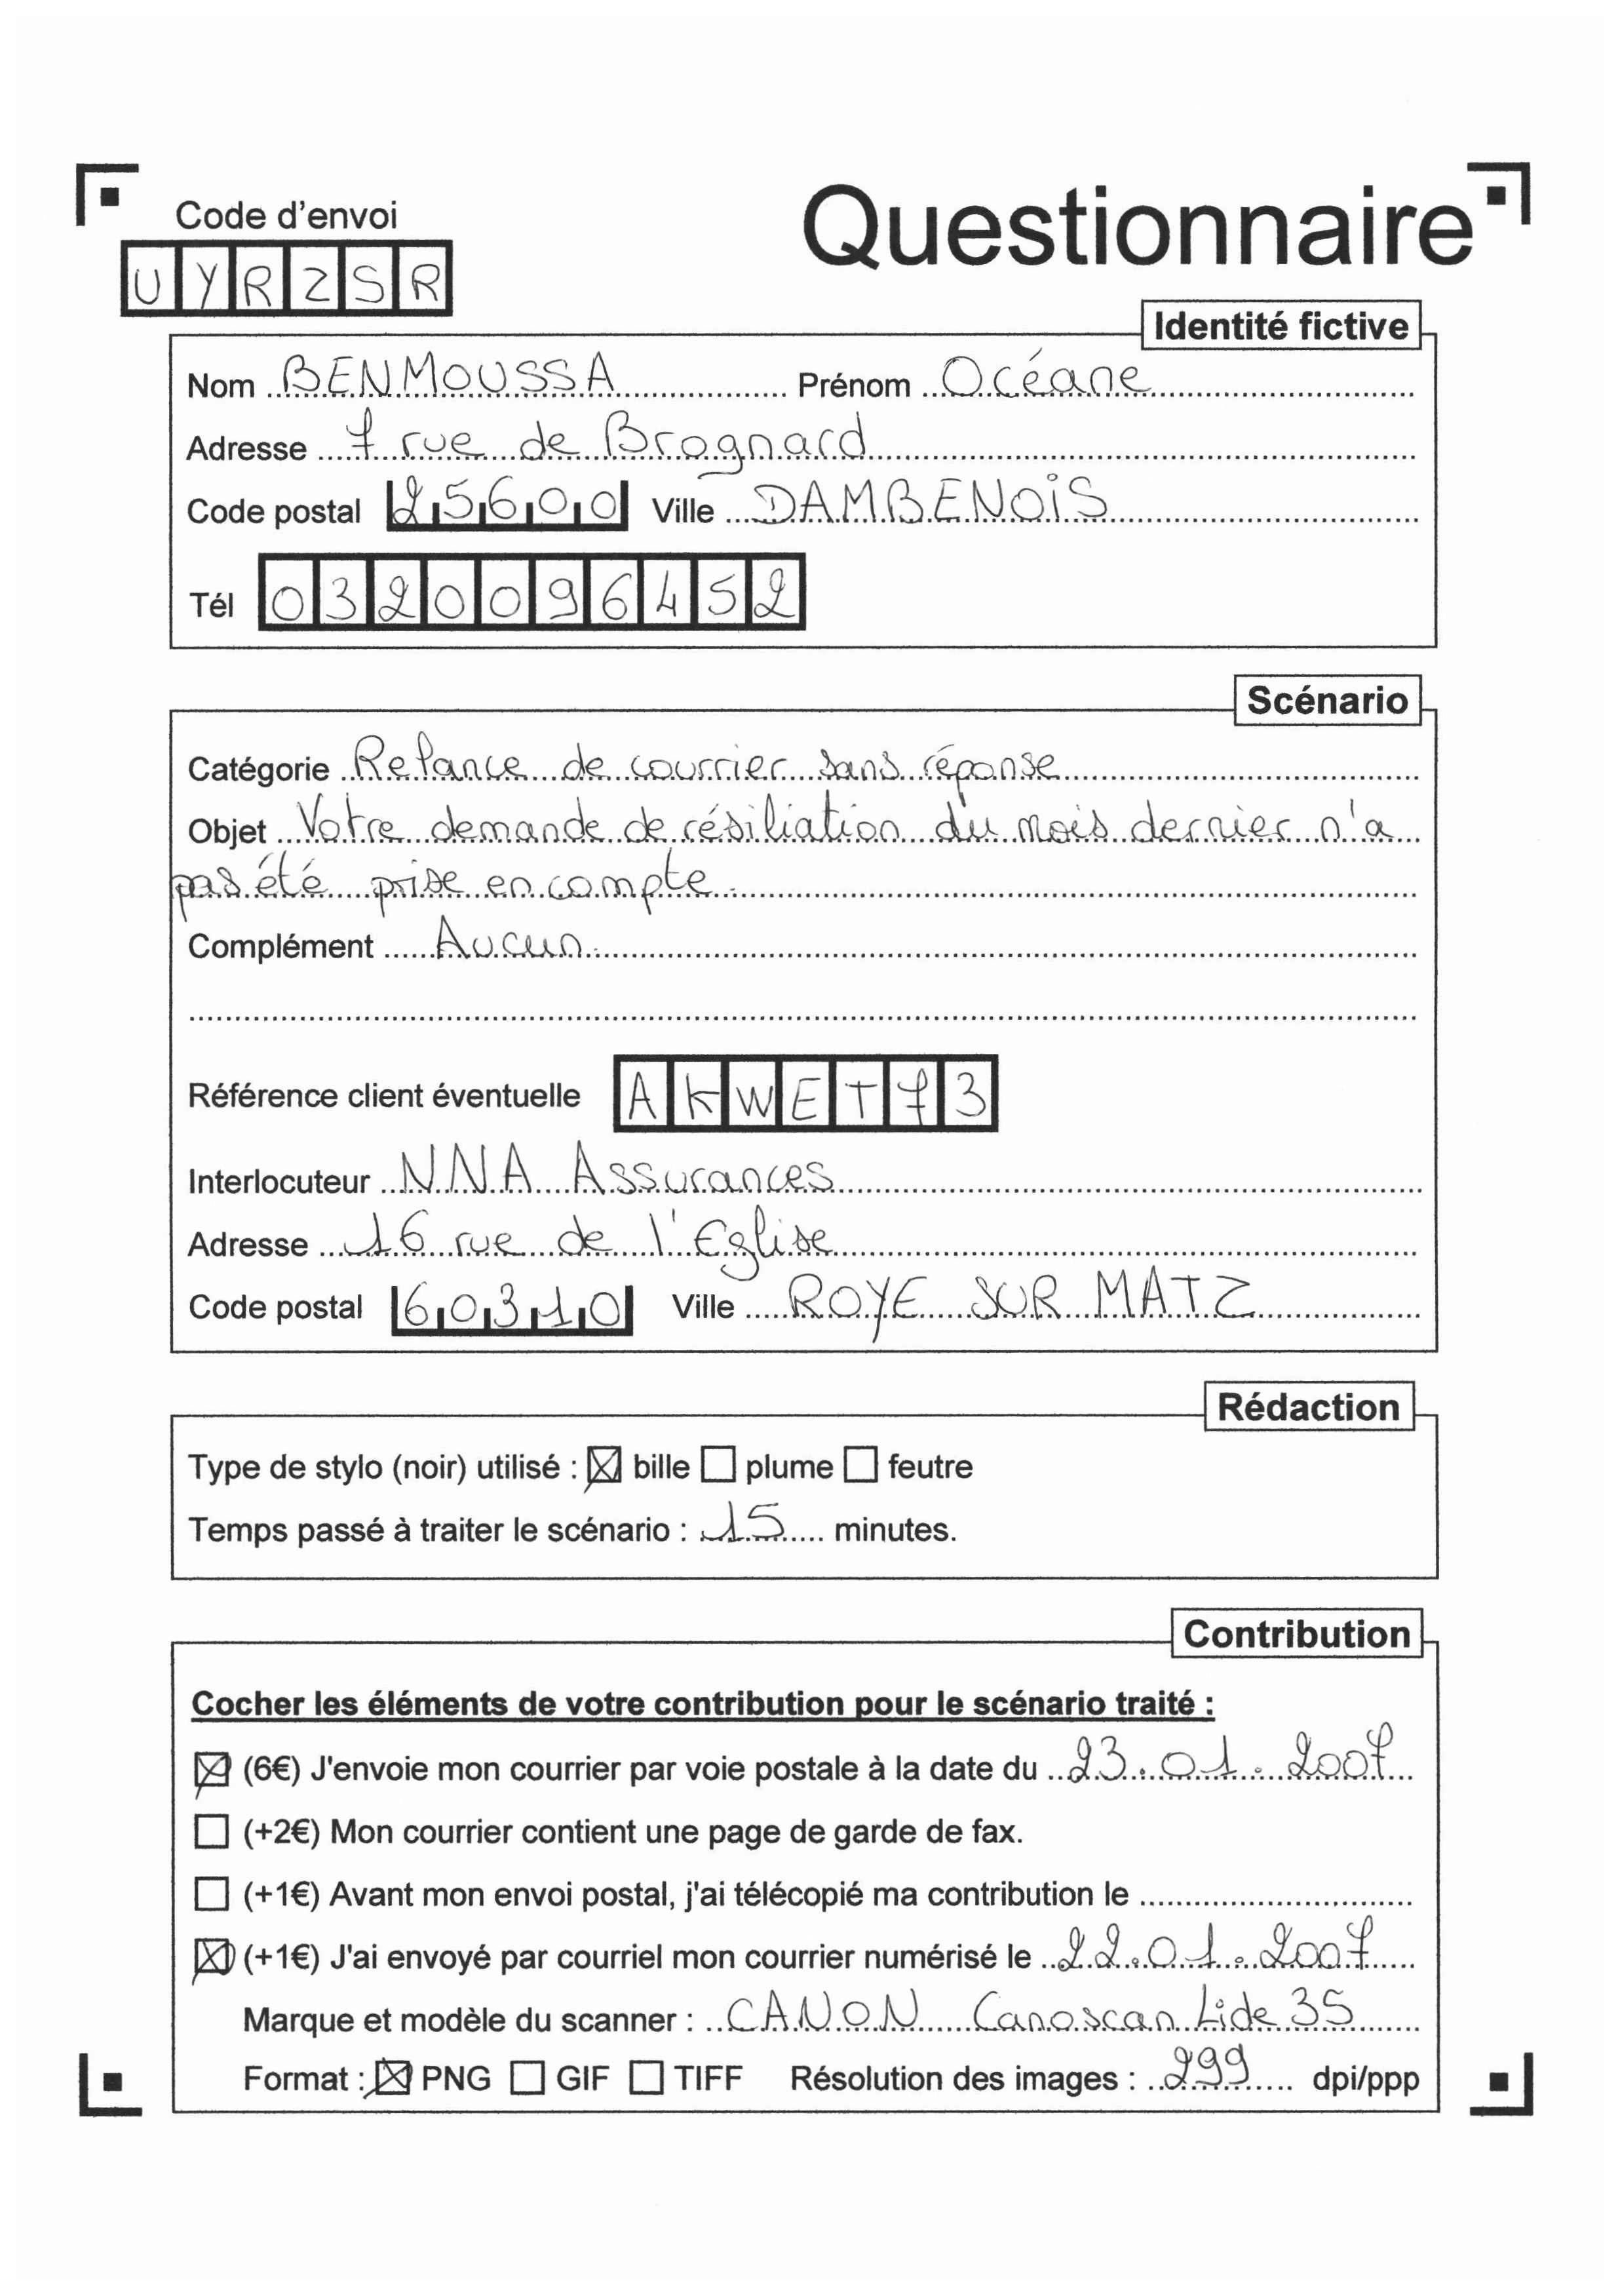 Code d'envoi
Questionnaire
UYRZSR
Identité fictive
Nom BENMOUSSA Prénom Océane
Adresse 7 rue de Brognard
Code postal 25600 Ville DAMBENOIS
Tél 0320096452
Scénario
Catégorie Relance de courrier sans réponse
Objet Votre demande de résiliation du mois dernier n'a
pas été prise en compte.
Complément Aucun.
Référence client éventuelle AKWET73
Interlocuteur NNA Assurances
Adresse 16 rue de l'Eglise
Code postal 60310 Ville ROYE SUR MATZ
Rédaction
Type de stylo (noir) utilisé : ☒ bille ☐ plume ☐ feutre
Temps passé à traiter le scénario : 15 minutes.
Contribution
Cocher les éléments de votre contribution pour le scénario traité :
☒ (6€) J'envoie mon courrier par voie postale à la date du 23.01.2007
☐ (+2€) Mon courrier contient une page de garde de fax.
☐ (+1€) Avant mon envoi postal, j'ai télécopié ma contribution le
☒ (+1€) J'ai envoyé par courriel mon courrier numérisé le 22.01.2007
Marque et modèle du scanner : CANON Canoscan Lide 35
Format : ☒ PNG ☐ GIF ☐ TIFF Résolution des images : 299 dpi/ppp